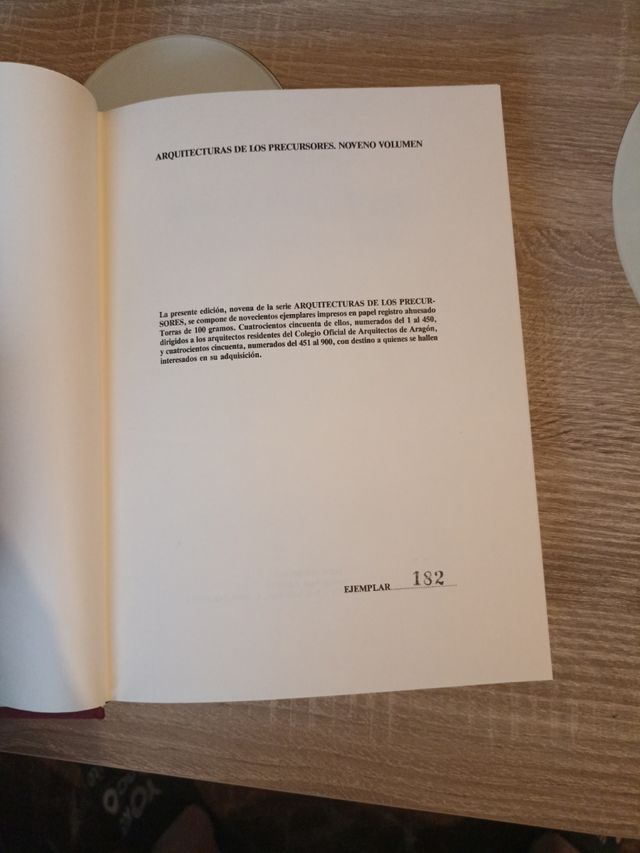 ARQUITECTURAS DE LOS PRECURSORES. NOVENO VOLUMEN
La presente edición, novena de la serie ARQUITECTURAS DE LOS PRECUR-
SORES, se compone de novecientos ejemplares impresos en papel registro ahuesado
Torras de 100 gramos. Cuatrocientos cincuenta de ellos, numerados del 1 al 450,
dirigidos a los arquitectos residentes del Colegio Oficial de Arquitectos de Aragón,
y cuatrocientos cincuenta, numerados del 451 al 900, con destino a quienes se hallen
interesados en su adquisición.
EJEMPLAR 182